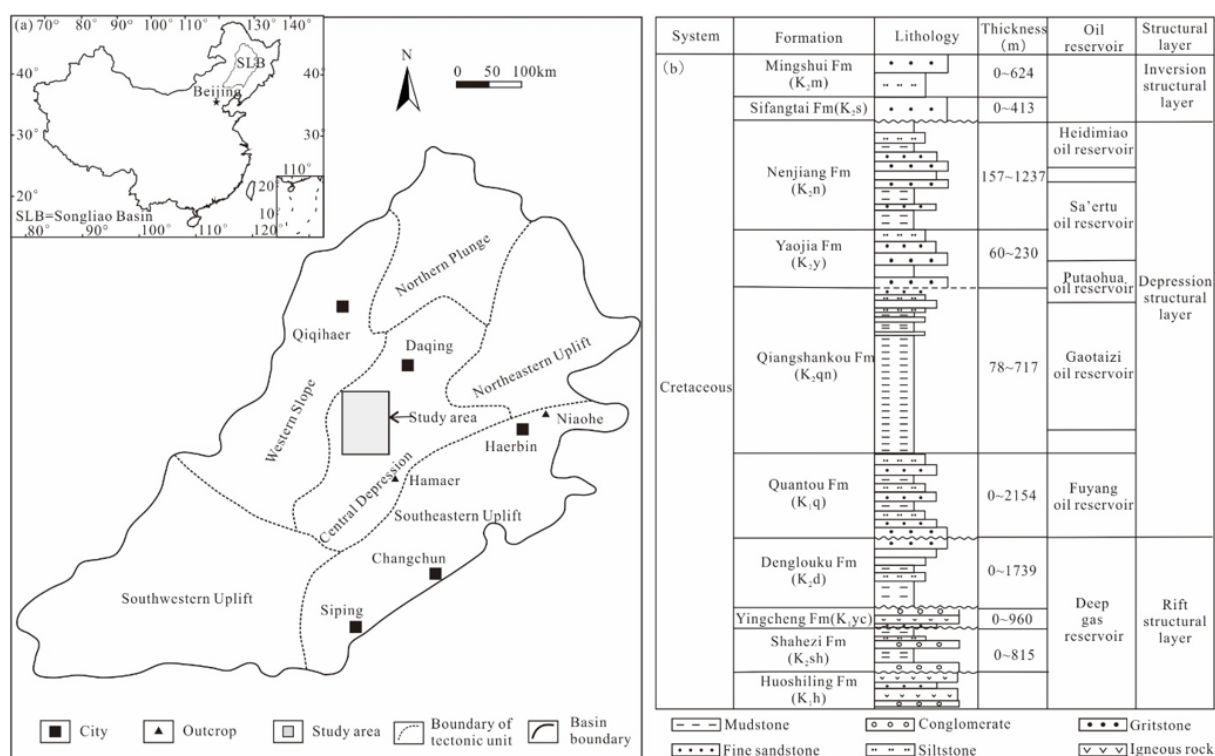 (a) 70° 80° 90° 100° 110° 120° 130° 140°
SLB
40° 40°
Beijing
30° 30°
110°
20° 20°
10°
SLB=Songliao Basin
80° 90° 100° 110° 120°
N
0 50 100km
Northern Plunge
Qiqihaer
Daqing
Northeastern Uplift
Western Slope
Study area
Niaohe
Haerbin
Central Depression
Hamaer
Southeastern Uplift
Changchun
Southwestern Uplift
Siping
City
Outcrop
Study area
Boundary of
tectonic unit
Basin
boundary
System
Formation
Lithology
Thickness
(m)
Oil
reservoir
Structural
layer
(b)
Cretaceous
Mingshui Fm
(K₂m)
0~624
Inversion
structural
layer
Sifangtai Fm(K₂s)
0~413
Nenjiang Fm
(K₂n)
157~1237
Heidimiao
oil reservoir
Sa'ertu
oil reservoir
Yaojia Fm
(K₂y)
60~230
Putaohua
oil reservoir
Depression
structural
layer
Qiangshankou Fm
(K₂qn)
78~717
Gaotaizi
oil reservoir
Quantou Fm
(K₁q)
0~2154
Fuyang
oil reservoir
Denglouku Fm
(K₂d)
0~1739
Deep
gas
reservoir
Rift
structural
layer
Yingcheng Fm(K₁yc)
0~960
Shahezi Fm
(K₂sh)
0~815
Huoshiling Fm
(K₁h)
Mudstone
Conglomerate
Gritstone
Fine sandstone
Siltstone
Igneous rock